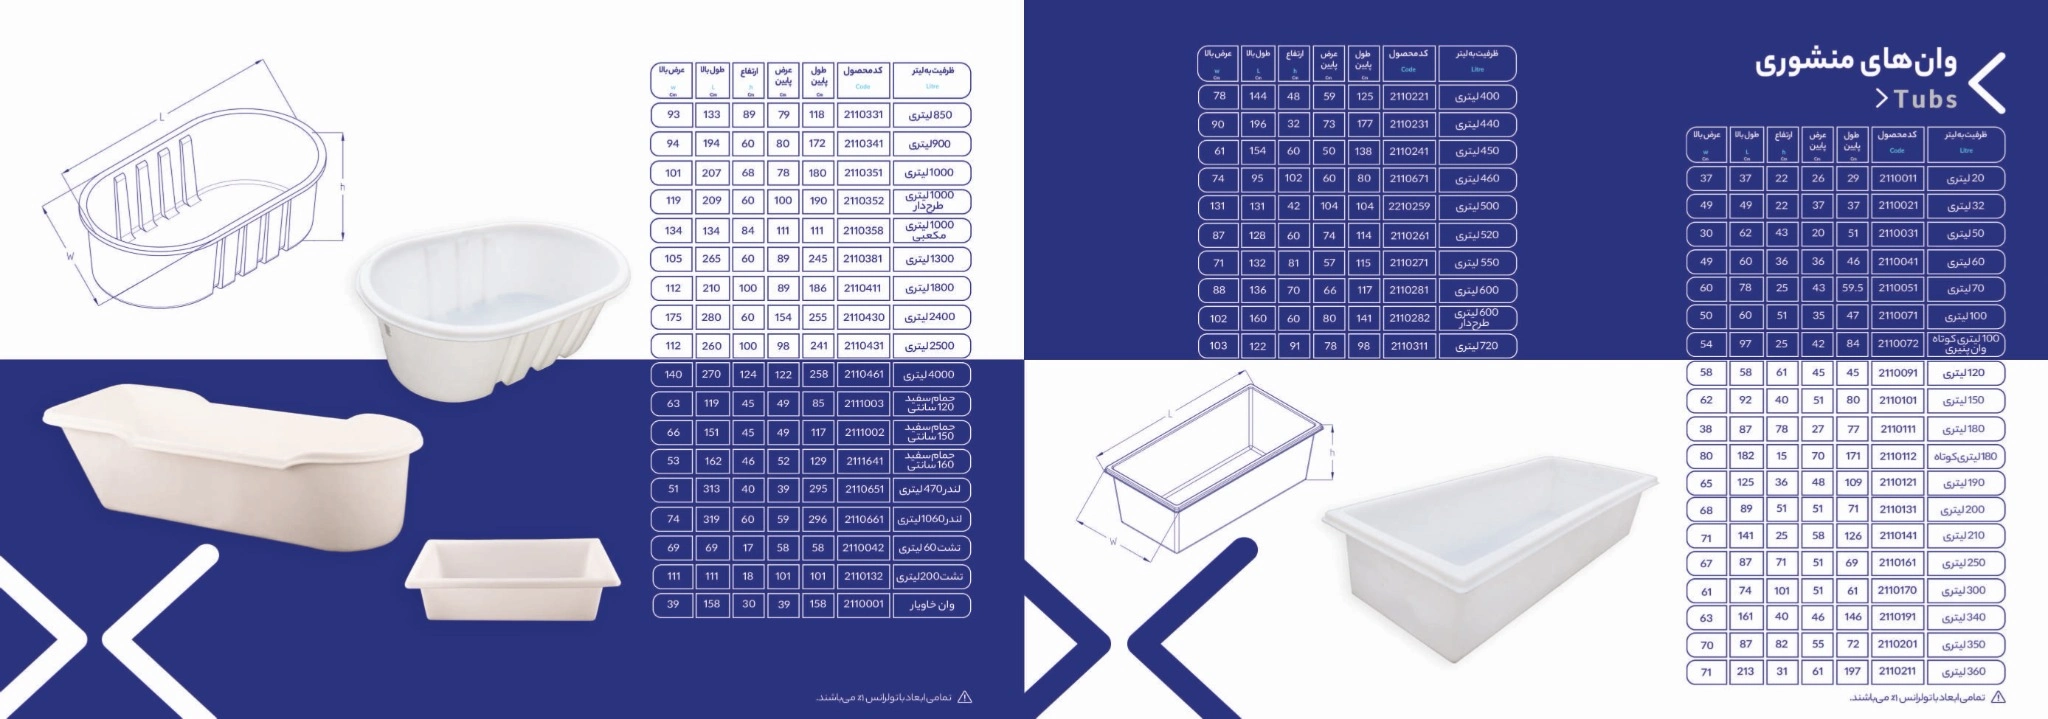 وان‌های منشوری
Tubs
ظرفیت به لیتر Litre | کدمحصول Code | طول پایین Cm | عرض پایین Cm | ارتفاع h Cm | طول بالا L Cm | عرض بالا w Cm
20 لیتری | 2110011 | 29 | 26 | 22 | 37 | 37
32 لیتری | 2110021 | 37 | 37 | 22 | 49 | 49
50 لیتری | 2110031 | 51 | 20 | 43 | 62 | 30
60 لیتری | 2110041 | 46 | 36 | 36 | 60 | 49
70 لیتری | 2110051 | 59.5 | 43 | 25 | 78 | 60
100 لیتری | 2110071 | 47 | 35 | 51 | 60 | 50
100 لیتری کوتاه وان پنیری | 2110072 | 84 | 42 | 25 | 97 | 54
120 لیتری | 2110091 | 45 | 45 | 61 | 58 | 58
150 لیتری | 2110101 | 80 | 51 | 40 | 92 | 62
180 لیتری | 2110111 | 77 | 27 | 78 | 87 | 38
180 لیتری کوتاه | 2110112 | 171 | 70 | 15 | 182 | 80
190 لیتری | 2110121 | 109 | 48 | 36 | 125 | 65
200 لیتری | 2110131 | 71 | 51 | 51 | 89 | 68
210 لیتری | 2110141 | 126 | 58 | 25 | 141 | 71
250 لیتری | 2110161 | 69 | 51 | 71 | 87 | 67
300 لیتری | 2110170 | 61 | 51 | 101 | 74 | 61
340 لیتری | 2110191 | 146 | 46 | 40 | 161 | 63
350 لیتری | 2110201 | 72 | 55 | 82 | 87 | 70
360 لیتری | 2110211 | 197 | 61 | 31 | 213 | 71
تمامی ابعاد با تولرانس 1٪ می‌باشند.
ظرفیت به لیتر Litre | کدمحصول Code | طول پایین Cm | عرض پایین Cm | ارتفاع h Cm | طول بالا L Cm | عرض بالا w Cm
400 لیتری | 2110221 | 125 | 59 | 48 | 144 | 78
440 لیتری | 2110231 | 177 | 73 | 32 | 196 | 90
450 لیتری | 2110241 | 138 | 50 | 60 | 154 | 61
460 لیتری | 2110671 | 80 | 60 | 102 | 95 | 74
500 لیتری | 2210259 | 104 | 104 | 42 | 131 | 131
520 لیتری | 2110261 | 114 | 74 | 60 | 128 | 87
550 لیتری | 2110271 | 115 | 57 | 81 | 132 | 71
600 لیتری | 2110281 | 117 | 66 | 70 | 136 | 88
600 لیتری طرح‌دار | 2110282 | 141 | 80 | 60 | 160 | 102
720 لیتری | 2110311 | 98 | 78 | 91 | 122 | 103
L
h
W
ظرفیت به لیتر Litre | کدمحصول Code | طول پایین Cm | عرض پایین Cm | ارتفاع h Cm | طول بالا L Cm | عرض بالا w Cm
850 لیتری | 2110331 | 118 | 79 | 89 | 133 | 93
900 لیتری | 2110341 | 172 | 80 | 60 | 194 | 94
1000 لیتری | 2110351 | 180 | 78 | 68 | 207 | 101
1000 لیتری طرح‌دار | 2110352 | 190 | 100 | 60 | 209 | 119
1000 لیتری مکعبی | 2110358 | 111 | 111 | 84 | 134 | 134
1300 لیتری | 2110381 | 245 | 89 | 60 | 265 | 105
1800 لیتری | 2110411 | 186 | 89 | 100 | 210 | 112
2400 لیتری | 2110430 | 255 | 154 | 60 | 280 | 175
2500 لیتری | 2110431 | 241 | 98 | 100 | 260 | 112
4000 لیتری | 2110461 | 258 | 122 | 124 | 270 | 140
حمام سفید 120 سانتی | 2111003 | 85 | 49 | 45 | 119 | 63
حمام سفید 150 سانتی | 2111002 | 117 | 49 | 45 | 151 | 66
حمام سفید 160 سانتی | 2111641 | 129 | 52 | 46 | 162 | 53
لندر 470 لیتری | 2110651 | 295 | 39 | 40 | 313 | 51
لندر 1060 لیتری | 2110661 | 296 | 59 | 60 | 319 | 74
تشت 60 لیتری | 2110042 | 58 | 58 | 17 | 69 | 69
تشت 200 لیتری | 2110132 | 101 | 101 | 18 | 111 | 111
وان خاویار | 2110001 | 158 | 39 | 30 | 158 | 39
L
h
W
تمامی ابعاد با تولرانس 1٪ می‌باشند.